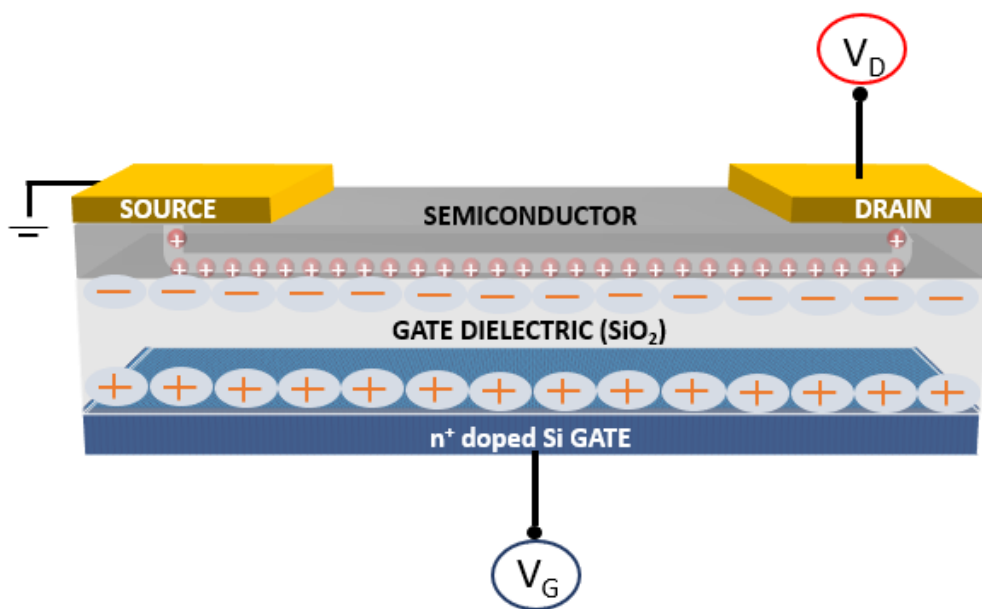 V_D
SOURCE
DRAIN
SEMICONDUCTOR
GATE DIELECTRIC (SiO₂)
n⁺ doped Si GATE
V_G